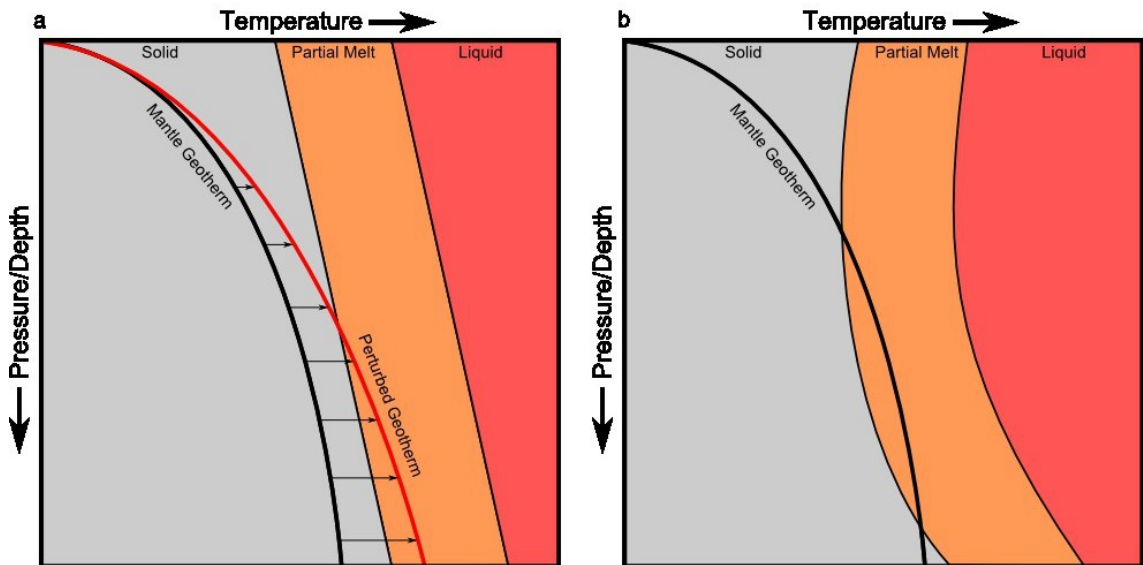 a
Temperature
Solid
Partial Melt
Liquid
Mantle Geotherm
Perturbed Geotherm
Pressure/Depth
b
Temperature
Solid
Partial Melt
Liquid
Mantle Geotherm
Pressure/Depth